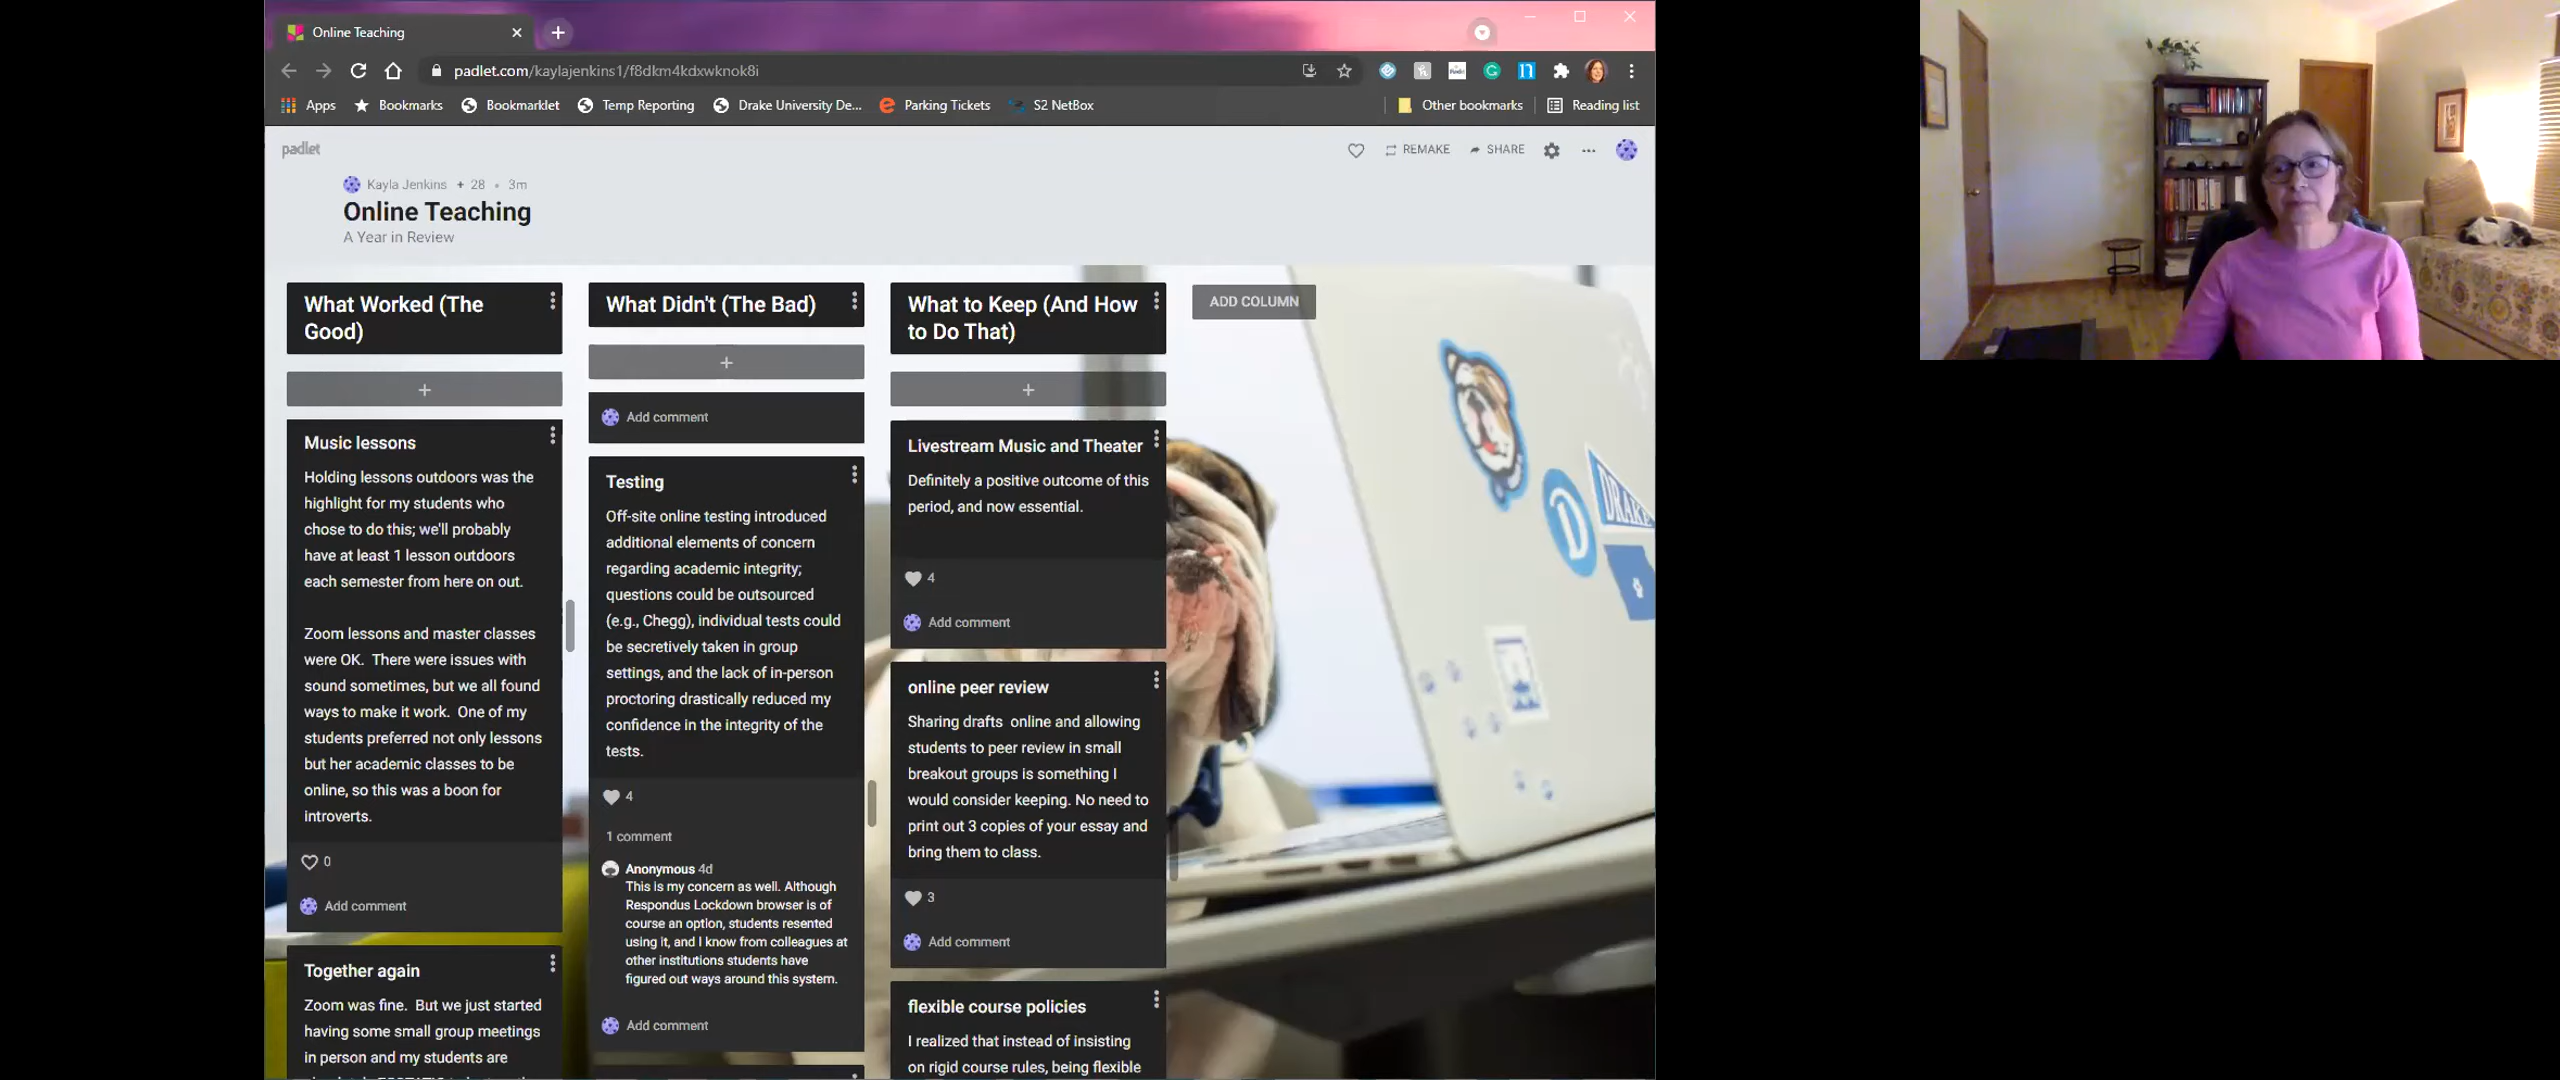 Online Teaching
padlet.com/kaylajenkins1/f8dkm4kdxwknok8i
Apps Bookmarks Bookmarklet Temp Reporting Drake University De... Parking Tickets S2 NetBox Other bookmarks Reading list
padlet
REMAKE SHARE
Kayla Jenkins + 28 • 3m
Online Teaching
A Year in Review
What Worked (The
Good)
+
Music lessons
Holding lessons outdoors was the
highlight for my students who
chose to do this; we'll probably
have at least 1 lesson outdoors
each semester from here on out.
Zoom lessons and master classes
were OK. There were issues with
sound sometimes, but we all found
ways to make it work. One of my
students preferred not only lessons
but her academic classes to be
online, so this was a boon for
introverts.
0
Add comment
Together again
Zoom was fine. But we just started
having some small group meetings
in person and my students are
What Didn't (The Bad)
+
Add comment
Testing
Off-site online testing introduced
additional elements of concern
regarding academic integrity;
questions could be outsourced
(e.g., Chegg), individual tests could
be secretively taken in group
settings, and the lack of in-person
proctoring drastically reduced my
confidence in the integrity of the
tests.
4
1 comment
Anonymous 4d
This is my concern as well. Although
Respondus Lockdown browser is of
course an option, students resented
using it, and I know from colleagues at
other institutions students have
figured out ways around this system.
Add comment
What to Keep (And How
to Do That)
+
Livestream Music and Theater
Definitely a positive outcome of this
period, and now essential.
4
Add comment
online peer review
Sharing drafts online and allowing
students to peer review in small
breakout groups is something I
would consider keeping. No need to
print out 3 copies of your essay and
bring them to class.
3
Add comment
flexible course policies
I realized that instead of insisting
on rigid course rules, being flexible
ADD COLUMN
D
DRAKE